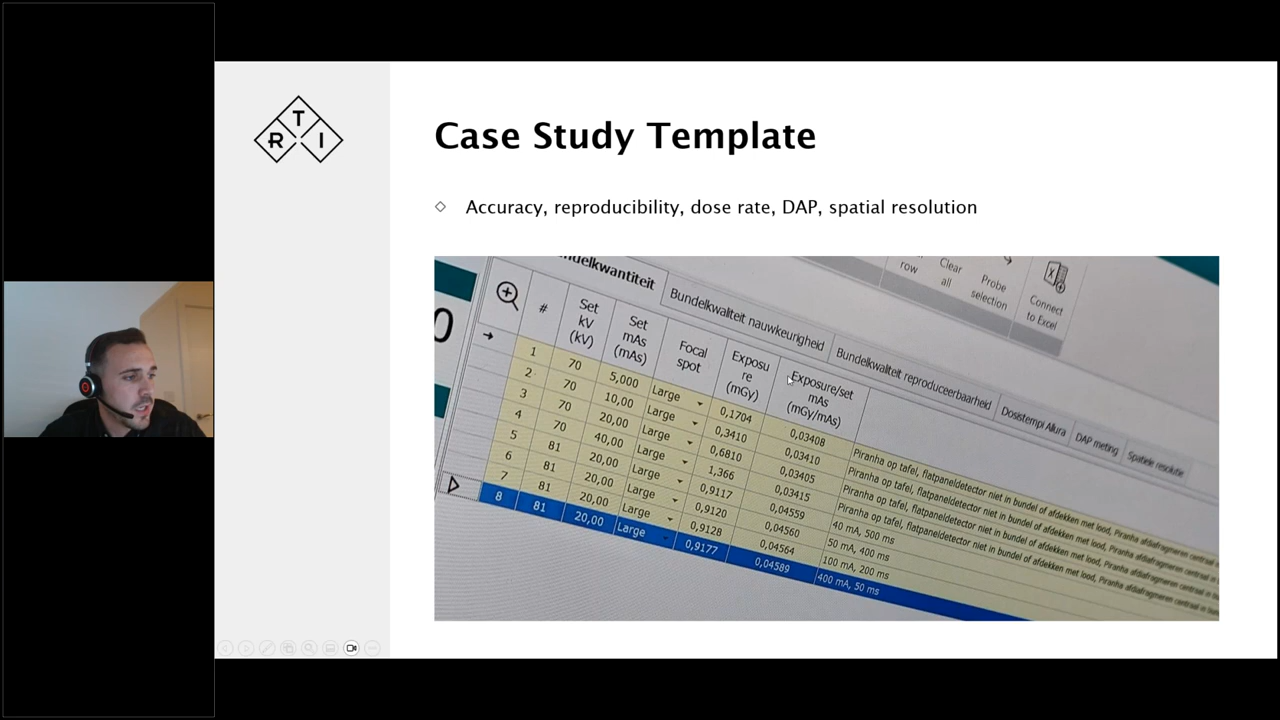 T
R I
Case Study Template
Accuracy, reproducibility, dose rate, DAP, spatial resolution
row
Clear all
Probe selection
Connect to Excel
Bundelkwaliteit nauwkeurigheid
Bundelkwaliteit reproduceerbaarheid
Dosistempi Allura
DAP meting
Spatiele resolutie
0
# Set kV (kV) Set mAs (mAs) Focal spot Exposu re (mGy) Exposure/set mAs (mGy/mAs)
1 70 5,000 Large 0,1704 0,03408 Piranha op tafel, flatpaneldetector niet in bundel of afdekken met lood, Piranha afdiafragmeren centraal in
2 70 10,00 Large 0,3410 0,03410 Piranha op tafel, flatpaneldetector niet in bundel of afdekken met lood, Piranha afdiafragmeren centraal in
3 70 20,00 Large 0,6810 0,03405 Piranha op tafel, flatpaneldetector niet in bundel of afdekken met lood, Piranha afdiafragmeren centraal in
4 70 40,00 Large 1,366 0,03415 Piranha op tafel, flatpaneldetector niet in bundel of afdekken met lood, Piranha afdiafragmeren centraal in
5 81 20,00 Large 0,9117 0,04559 40 mA, 500 ms
6 81 20,00 Large 0,9120 0,04560 50 mA, 400 ms
7 81 20,00 Large 0,9128 0,04564 100 mA, 200 ms
8 81 20,00 Large 0,9177 0,04589 400 mA, 50 ms